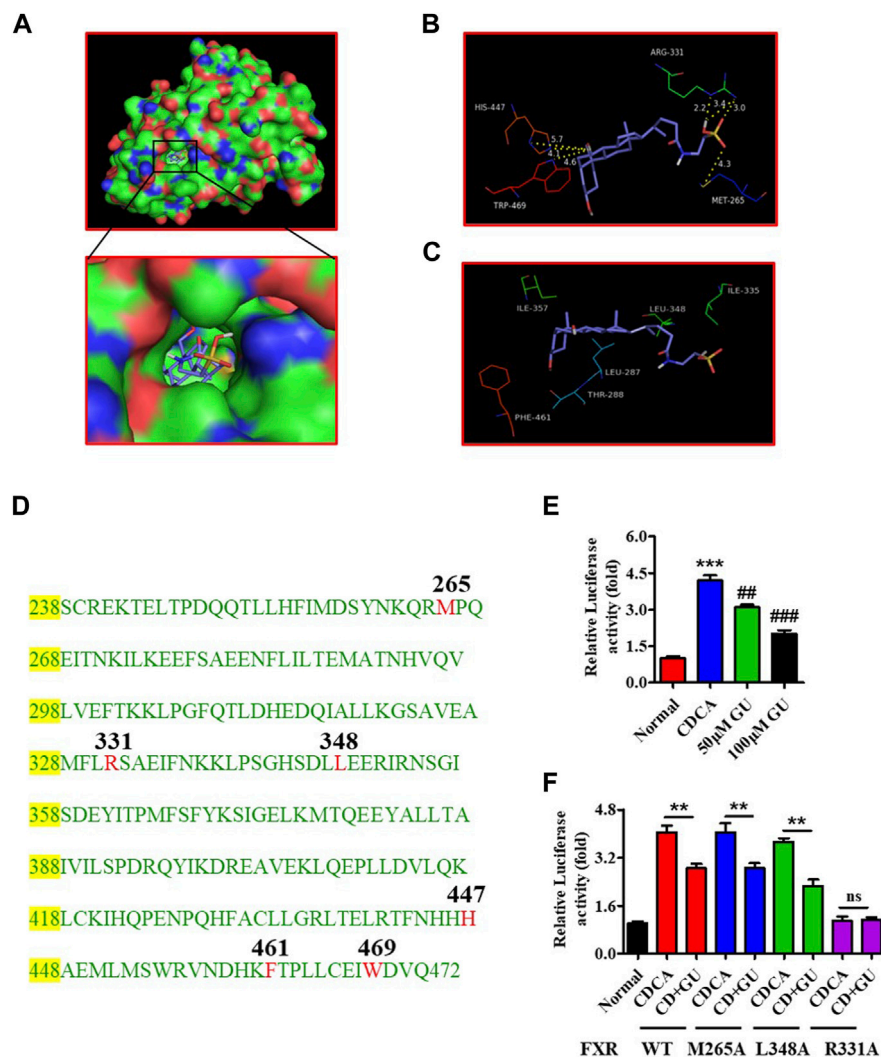 A
B
ARG-331
2.2
3.4
3.0
HIS-447
5.7
4.
4.6
4.3
TRP-469
MET-265
C
ILE-357
LEU-348
ILE-335
LEU-287
THR-288
PHE-461
D
265
238SCREKTELTPDQQTLLHFIMDSYNKQRMPQ
268EITNKILKEEFSAEENFLILTEMATNHVQV
298LVEFTKKLPGFQTLDHEDQIALLKGSAVEA
331 348
328MFLRSAEIFNKKLPSGHSDLLEERIRNSGI
358SDEYITPMFSFYKSIGELKMTQEEYALLTA
388IVILSPDRQYIKDREAVEKLQEPLLDVLQK
447
418LCKIHQPENPQHFACLLGRLTELRTFNHHH
461 469
448AEMLMSWRVNDHKFTPLLCEIWDVQ472
E
Relative Luciferase
activity (fold)
6.0
4.5
3.0
1.5
0.0
***
##
###
Normal
CDCA
50μM GU
100μM GU
F
Relative Luciferase
activity (fold)
4.8
3.2
1.6
0.0
**
**
**
ns
Normal
CDCA
CD+GU
CDCA
CD+GU
CDCA
CD+GU
CDCA
CD+GU
FXR WT M265A L348A R331A